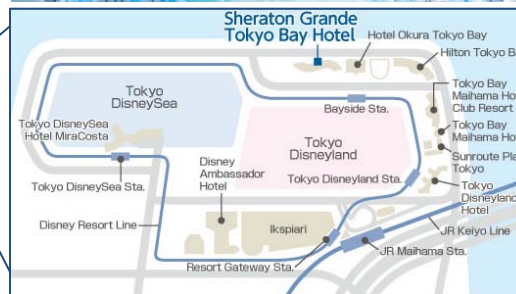 Sheraton Grande
Tokyo Bay Hotel
Hotel Okura Tokyo Bay
Hilton Tokyo B
Tokyo
DisneySea
Bayside Sta.
Tokyo Bay
Maihama Ho
Club Resort
Tokyo DisneySea
Hotel MiraCosta
Tokyo
Disneyland
Tokyo Bay
Maihama Ho
Sunroute Pla
Tokyo
Disney
Ambassador
Hotel
Tokyo DisneySea Sta.
Tokyo Disneyland Sta.
Tokyo
Disneyland
Hotel
Disney Resort Line
Ikspiari
JR Keiyo Line
JR Maihama Sta.
Resort Gateway Sta.